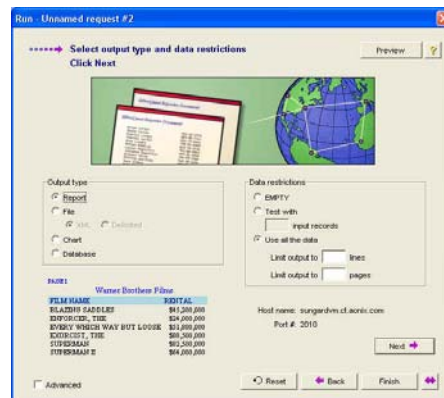 Run - Unnamed request #2
Select output type and data restrictions
Click Next
Preview
?
Output type
Report
File
XML
Delimited
Chart
Database
Data restrictions
EMPTY
Test with
input records
Use all the data
Limit output to
lines
Limit output to
pages
PAGE 1
Warner Brothers Films
FILM NAME RENTAL
BLAZING SADDLES $45,200,000
ENFORCER, THE $24,000,000
EVERY WHICH WAY BUT LOOSE $51,800,000
EXORCIST, THE $88,500,000
SUPERMAN $82,500,000
SUPERMAN II $64,000,000
Host name: sungardvm.cl.aonix.com
Port #: 2010
Next
Advanced
Reset
Back
Finish